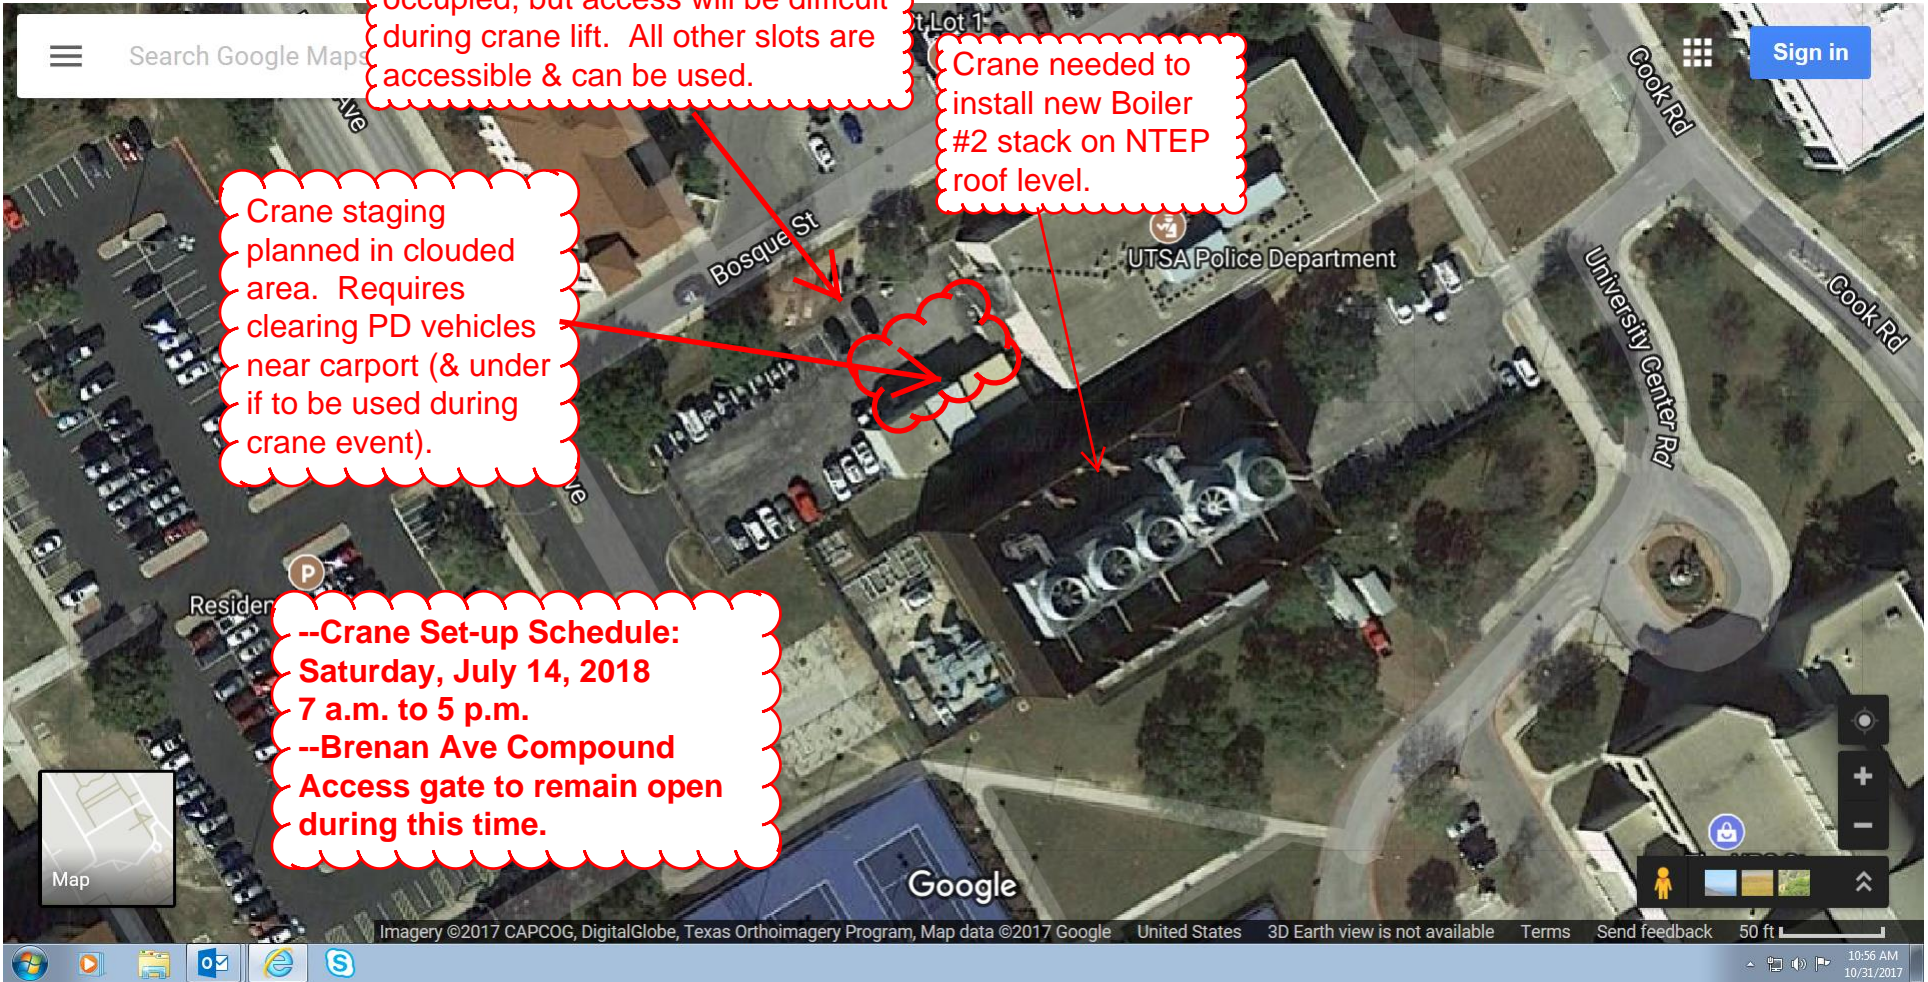 occupied, but access will be difficult
during crane lift.  All other slots are
accessible & can be used.
Search Google Maps
t Lot 1
Sign in
Crane needed to
install new Boiler
#2 stack on NTEP
roof level.
Cook Rd
Ave
Crane staging
planned in clouded
area.  Requires
clearing PD vehicles
near carport (& under
if to be used during
crane event).
Bosque St
UTSA Police Department
University Center Rd
Cook Rd
ve
P
Residen
--Crane Set-up Schedule:
Saturday, July 14, 2018
7 a.m. to 5 p.m.
--Brenan Ave Compound
Access gate to remain open
during this time.
Map
Google
Imagery ©2017 CAPCOG, DigitalGlobe, Texas Orthoimagery Program, Map data ©2017 Google United States 3D Earth view is not available Terms Send feedback 50 ft
10:56 AM
10/31/2017